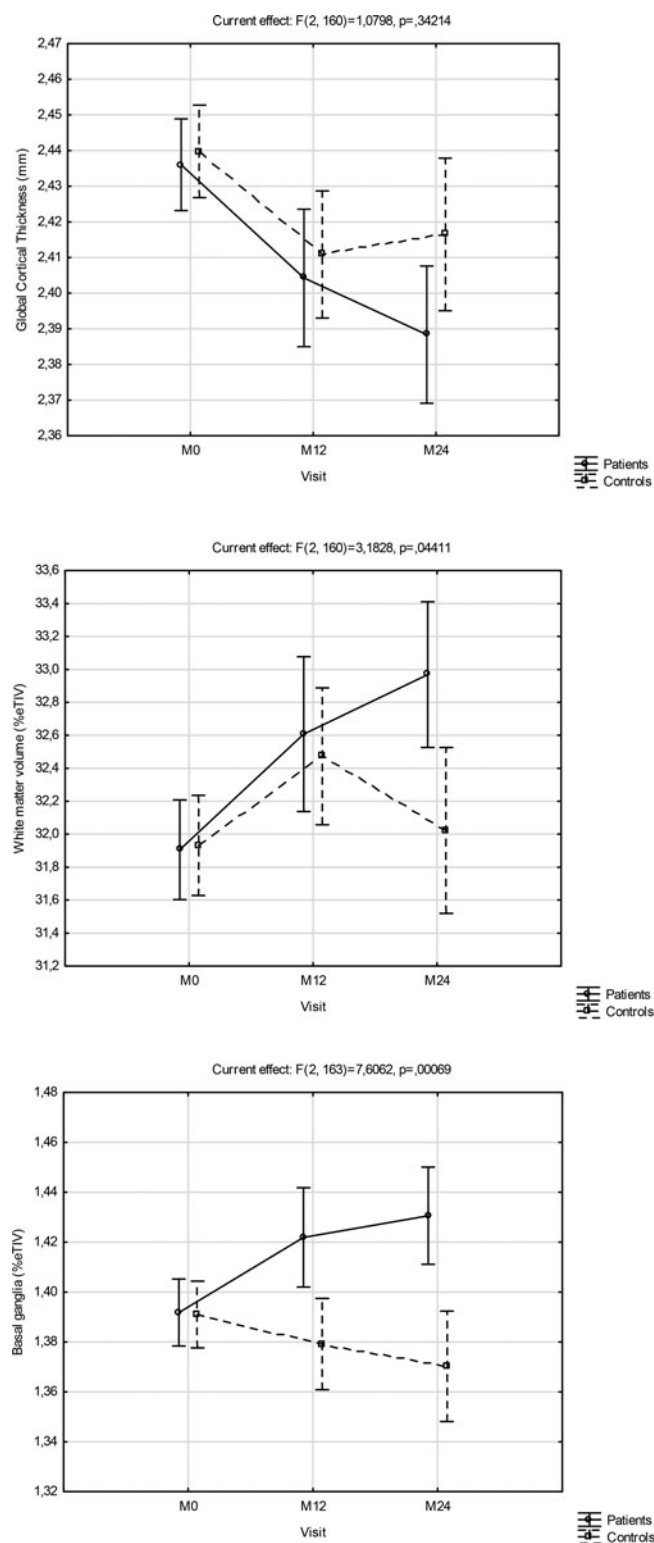 Current effect: F(2, 160)=1,0798, p=,34214
2,47
2,46
2,45
2,44
2,43
2,42
2,41
2,40
2,39
2,38
2,37
2,36
Global Cortical Thickness (mm)
M0 M12 M24
Visit
Patients
Controls
Current effect: F(2, 160)=3,1828, p=,04411
33,6
33,4
33,2
33,0
32,8
32,6
32,4
32,2
32,0
31,8
31,6
31,4
31,2
White matter volume (%eTIV)
M0 M12 M24
Visit
Patients
Controls
Current effect: F(2, 163)=7,6062, p=,00069
1,48
1,46
1,44
1,42
1,40
1,38
1,36
1,34
1,32
Basal ganglia (%eTIV)
M0 M12 M24
Visit
Patients
Controls